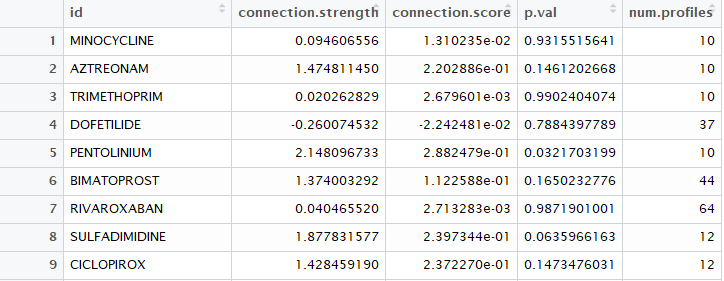 id connection.strength connection.score p.val num.profiles
1 MINOCYCLINE 0.094606556 1.310235e-02 0.9315515641 10
2 AZTREONAM 1.474811450 2.202886e-01 0.1461202668 10
3 TRIMETHOPRIM 0.020262829 2.679601e-03 0.9902404074 10
4 DOFETILIDE -0.260074532 -2.242481e-02 0.7884397789 37
5 PENTOLINIUM 2.148096733 2.882479e-01 0.0321703199 10
6 BIMATOPROST 1.374003292 1.122588e-01 0.1650232776 44
7 RIVAROXABAN 0.040465520 2.713283e-03 0.9871901001 64
8 SULFADIMIDINE 1.877831577 2.397344e-01 0.0635966163 12
9 CICLOPIROX 1.428459190 2.372270e-01 0.1473476031 12